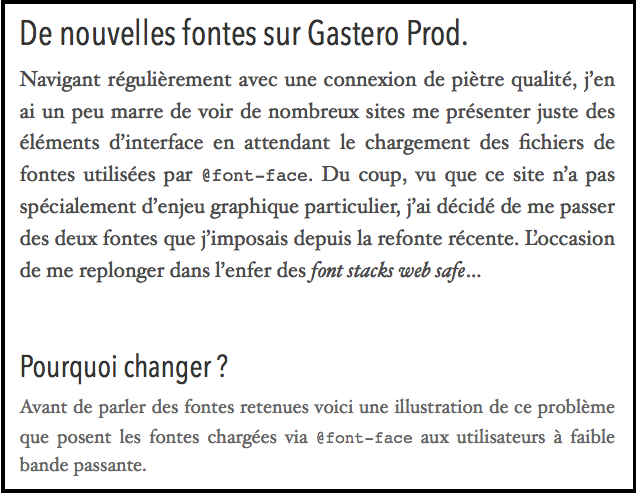 De nouvelles fontes sur Gastero Prod.
Navigant régulièrement avec une connexion de piètre qualité, j’en
ai un peu marre de voir de nombreux sites me présenter juste des
éléments d’interface en attendant le chargement des fichiers de
fontes utilisées par @font-face. Du coup, vu que ce site n’a pas
spécialement d’enjeu graphique particulier, j’ai décidé de me passer
des deux fontes que j’imposais depuis la refonte récente. L’occasion
de me replonger dans l’enfer des font stacks web safe…
Pourquoi changer ?
Avant de parler des fontes retenues voici une illustration de ce problème
que posent les fontes chargées via @font-face aux utilisateurs à faible
bande passante.